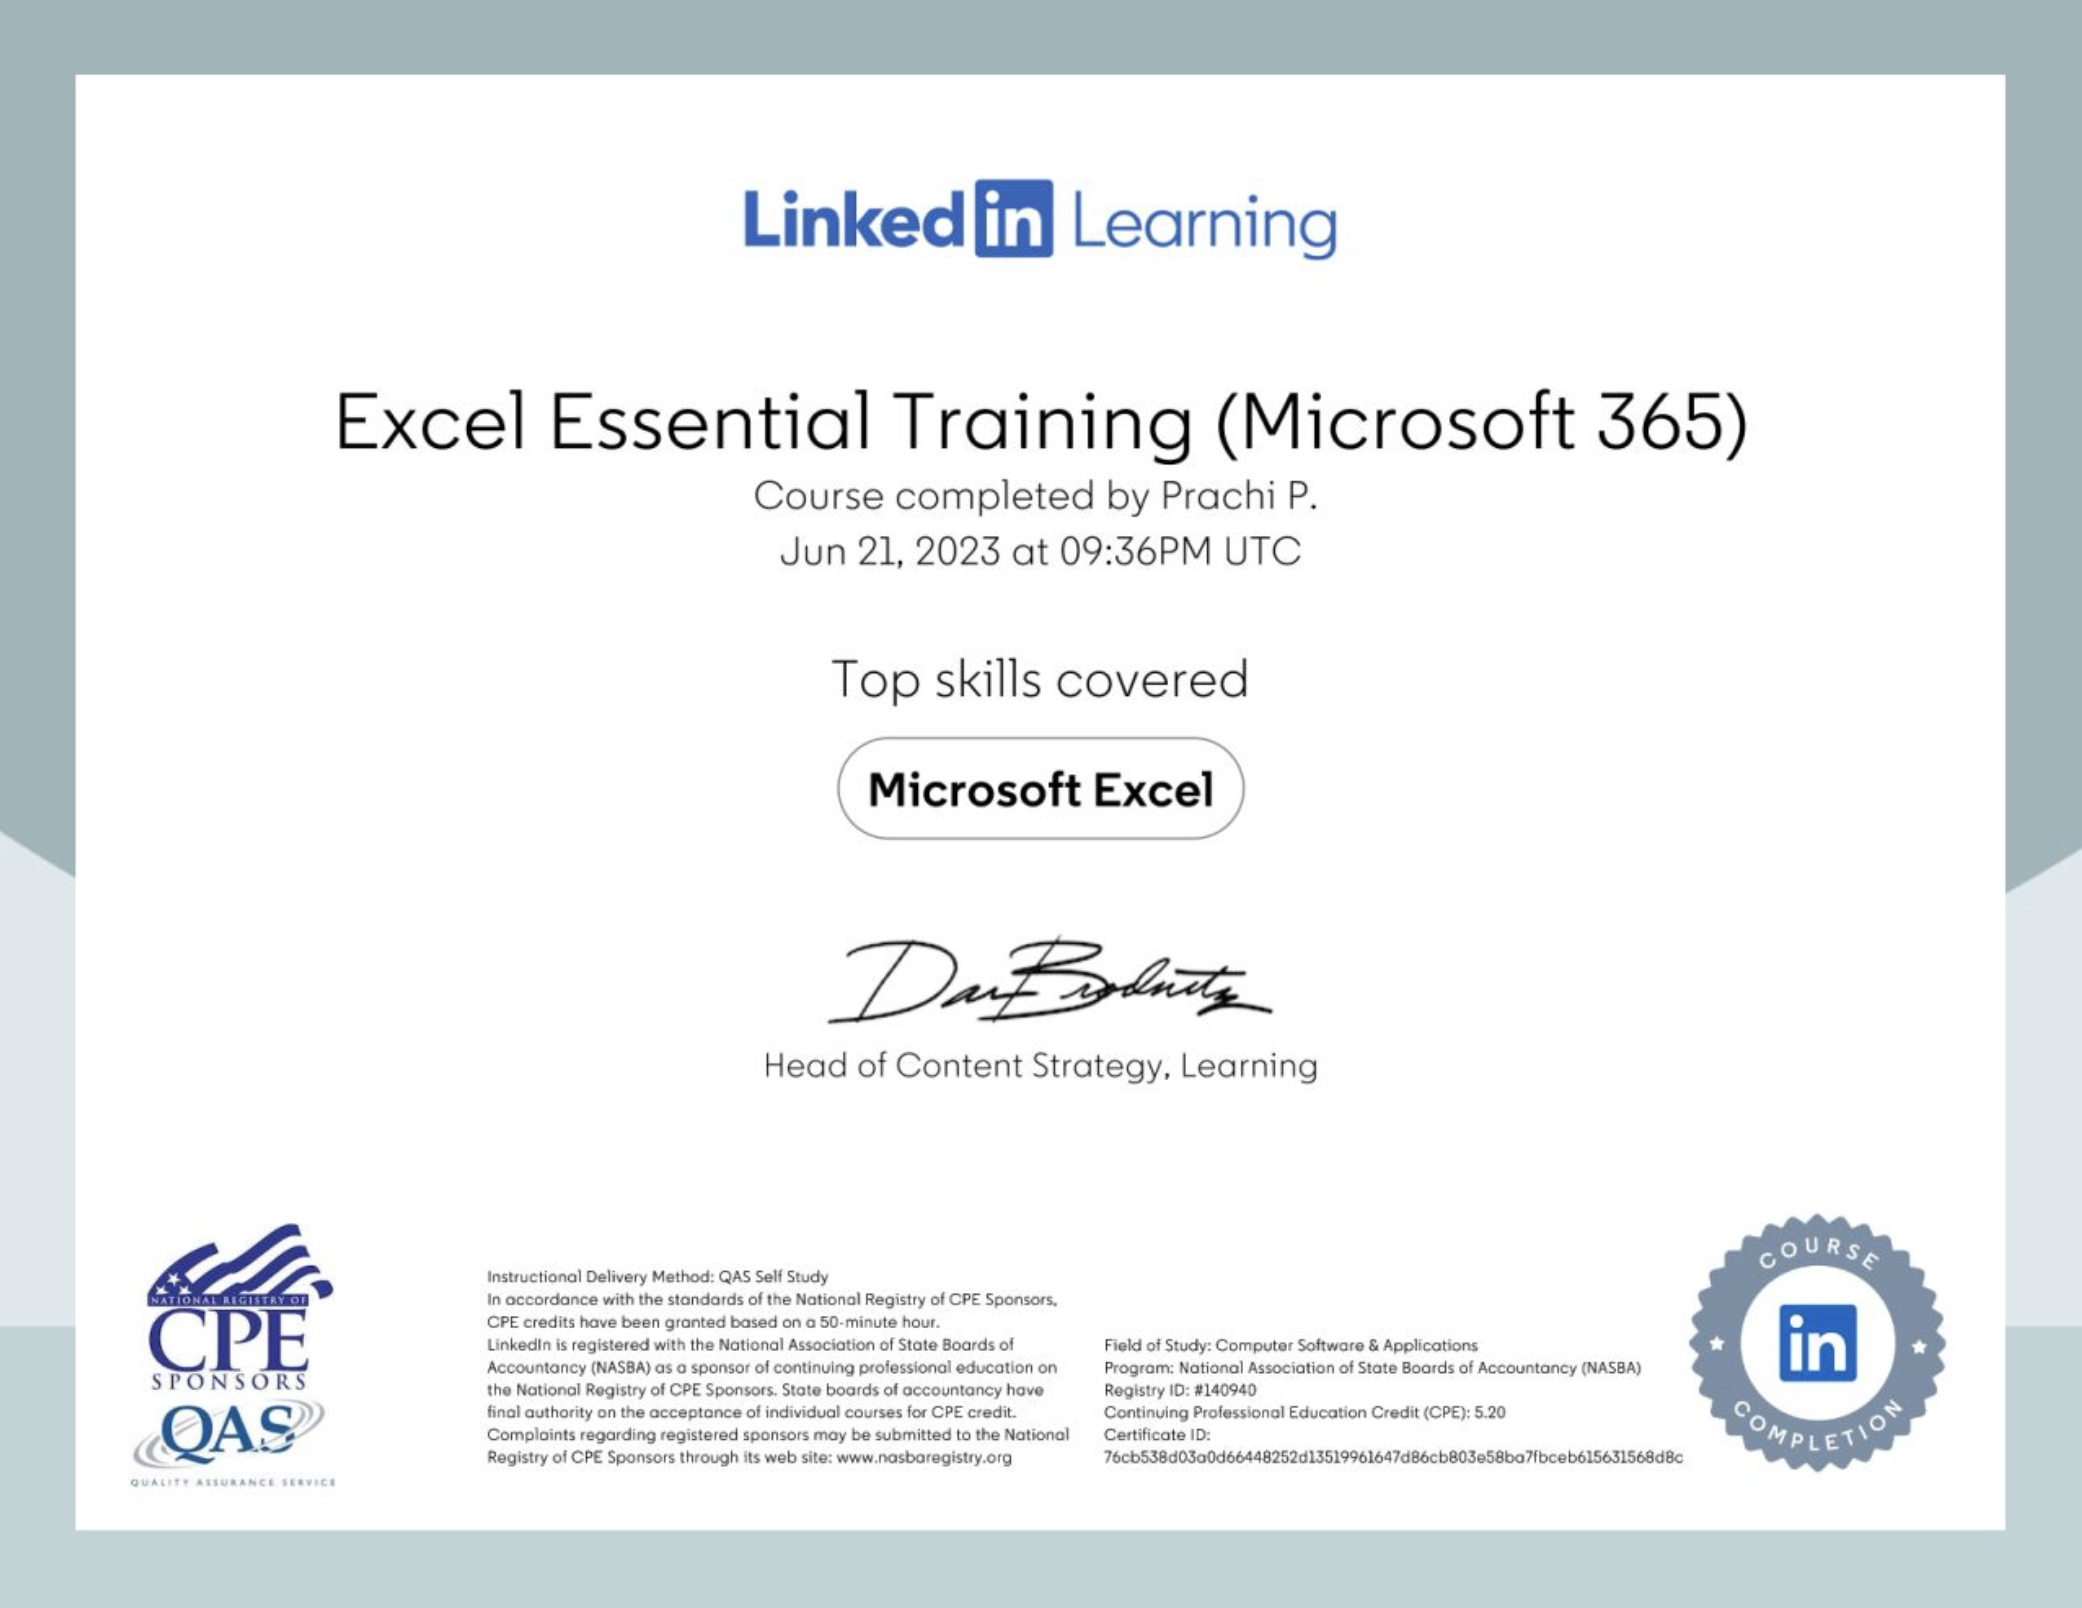 LinkedIn Learning
Excel Essential Training (Microsoft 365)
Course completed by Prachi P.
Jun 21, 2023 at 09:36PM UTC
Top skills covered
Microsoft Excel
Head of Content Strategy, Learning
NATIONAL REGISTRY OF
CPE
SPONSORS
QAS
QUALITY ASSURANCE SERVICE
Instructional Delivery Method: QAS Self Study
In accordance with the standards of the National Registry of CPE Sponsors,
CPE credits have been granted based on a 50-minute hour.
LinkedIn is registered with the National Association of State Boards of
Accountancy (NASBA) as a sponsor of continuing professional education on
the National Registry of CPE Sponsors. State boards of accountancy have
final authority on the acceptance of individual courses for CPE credit.
Complaints regarding registered sponsors may be submitted to the National
Registry of CPE Sponsors through its web site: www.nasbaregistry.org
Field of Study: Computer Software & Applications
Program: National Association of State Boards of Accountancy (NASBA)
Registry ID: #140940
Continuing Professional Education Credit (CPE): 5.20
Certificate ID:
76cb538d03a0d66448252d13519961647d86cb803e58ba7fbceb615631568d8c
COURSE
in
COMPLETION